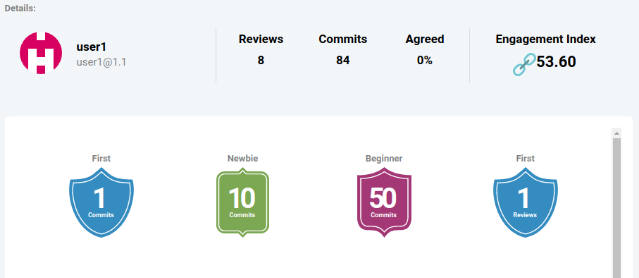 Details:
user1
user1@1.1
Reviews Commits Agreed
8 84 0%
Engagement Index
53.60
First Newbie Beginner First
1 10 50 1
Commits Commits Commits Reviews